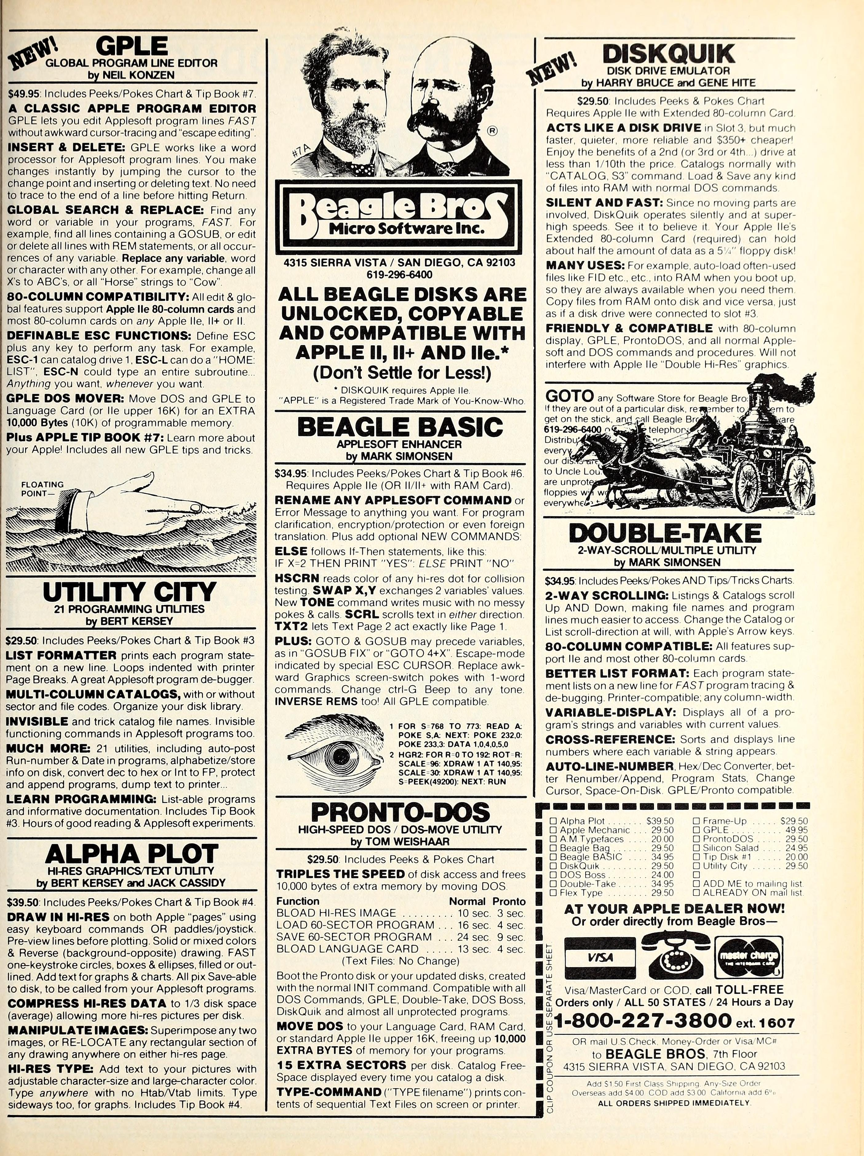 NEW!
GPLE
GLOBAL PROGRAM LINE EDITOR
by NEIL KONZEN
$49.95: Includes Peeks/Pokes Chart & Tip Book #7.
A CLASSIC APPLE PROGRAM EDITOR
GPLE lets you edit Applesoft program lines FAST
without awkward cursor-tracing and "escape editing".
INSERT & DELETE: GPLE works like a word
processor for Applesoft program lines. You make
changes instantly by jumping the cursor to the
change point and inserting or deleting text. No need
to trace to the end of a line before hitting Return.
GLOBAL SEARCH & REPLACE: Find any
word or variable in your programs, FAST. For
example, find all lines containing a GOSUB, or edit
or delete all lines with REM statements, or all occur-
rences of any variable. Replace any variable, word
or character with any other. For example, change all
X's to ABC's, or all "Horse" strings to "Cow".
80-COLUMN COMPATIBILITY: All edit & glo-
bal features support Apple IIe 80-column cards and
most 80-column cards on any Apple IIe, II+ or II.
DEFINABLE ESC FUNCTIONS: Define ESC
plus any key to perform any task. For example,
ESC-1 can catalog drive 1, ESC-L can do a "HOME:
LIST", ESC-N could type an entire subroutine...
Anything you want, whenever you want.
GPLE DOS MOVER: Move DOS and GPLE to
Language Card (or IIe upper 16K) for an EXTRA
10,000 Bytes (10K) of programmable memory.
Plus APPLE TIP BOOK #7: Learn more about
your Apple! Includes all new GPLE tips and tricks.
FLOATING
POINT—
UTILITY CITY
21 PROGRAMMING UTILITIES
by BERT KERSEY
$29.50: Includes Peeks/Pokes Chart & Tip Book #3
LIST FORMATTER prints each program state-
ment on a new line. Loops indented with printer
Page Breaks. A great Applesoft program de-bugger.
MULTI-COLUMN CATALOGS, with or without
sector and file codes. Organize your disk library.
INVISIBLE and trick catalog file names. Invisible
functioning commands in Applesoft programs too.
MUCH MORE: 21 utilities, including auto-post
Run-number & Date in programs, alphabetize/store
info on disk, convert dec to hex or Int to FP, protect
and append programs, dump text to printer...
LEARN PROGRAMMING: List-able programs
and informative documentation. Includes Tip Book
#3. Hours of good reading & Applesoft experiments.
ALPHA PLOT
HI-RES GRAPHICS/TEXT UTILITY
by BERT KERSEY and JACK CASSIDY
$39.50: Includes Peeks/Pokes Chart & Tip Book #4.
DRAW IN HI-RES on both Apple "pages" using
easy keyboard commands OR paddles/joystick.
Pre-view lines before plotting. Solid or mixed colors
& Reverse (background-opposite) drawing. FAST
one-keystroke circles, boxes & ellipses, filled or out-
lined. Add text for graphs & charts. All pix Save-able
to disk, to be called from your Applesoft programs.
COMPRESS HI-RES DATA to 1/3 disk space
(average) allowing more hi-res pictures per disk.
MANIPULATE IMAGES: Superimpose any two
images, or RE-LOCATE any rectangular section of
any drawing anywhere on either hi-res page.
HI-RES TYPE: Add text to your pictures with
adjustable character-size and large-character color.
Type anywhere with no Htab/Vtab limits. Type
sideways too, for graphs. Includes Tip Book #4.
#7A
®
Beagle Bros
Micro Software Inc.
4315 SIERRA VISTA / SAN DIEGO, CA 92103
619-296-6400
ALL BEAGLE DISKS ARE
UNLOCKED, COPYABLE
AND COMPATIBLE WITH
APPLE II, II+ AND IIe.*
(Don't Settle for Less!)
* DISKQUIK requires Apple IIe.
"APPLE" is a Registered Trade Mark of You-Know-Who.
BEAGLE BASIC
APPLESOFT ENHANCER
by MARK SIMONSEN
$34.95: Includes Peeks/Pokes Chart & Tip Book #6.
Requires Apple IIe (OR II/II+ with RAM Card).
RENAME ANY APPLESOFT COMMAND or
Error Message to anything you want. For program
clarification, encryption/protection or even foreign
translation. Plus add optional NEW COMMANDS:
ELSE follows If-Then statements, like this:
IF X=2 THEN PRINT "YES": ELSE PRINT "NO"
HSCRN reads color of any hi-res dot for collision
testing. SWAP X,Y exchanges 2 variables' values.
New TONE command writes music with no messy
pokes & calls. SCRL scrolls text in either direction.
TXT2 lets Text Page 2 act exactly like Page 1.
PLUS: GOTO & GOSUB may precede variables,
as in "GOSUB FIX" or "GOTO 4+X". Escape-mode
indicated by special ESC CURSOR. Replace awk-
ward Graphics screen-switch pokes with 1-word
commands. Change ctrl-G Beep to any tone.
INVERSE REMS too! All GPLE compatible.
1 FOR S=768 TO 773: READ A:
POKE S,A: NEXT: POKE 232,0:
POKE 233,3: DATA 1,0,4,0,5,0
2 HGR2: FOR R=0 TO 192: ROT=R:
SCALE=96: XDRAW 1 AT 140,95:
SCALE=30: XDRAW 1 AT 140,95:
S=PEEK(49200): NEXT: RUN
PRONTO-DOS
HIGH-SPEED DOS / DOS-MOVE UTILITY
by TOM WEISHAAR
$29.50: Includes Peeks & Pokes Chart
TRIPLES THE SPEED of disk access and frees
10,000 bytes of extra memory by moving DOS
Function Normal Pronto
BLOAD HI-RES IMAGE ......... 10 sec. 3 sec.
LOAD 60-SECTOR PROGRAM ... 16 sec. 4 sec.
SAVE 60-SECTOR PROGRAM ... 24 sec. 9 sec.
BLOAD LANGUAGE CARD ..... 13 sec. 4 sec.
(Text Files: No Change)
Boot the Pronto disk or your updated disks, created
with the normal INIT command. Compatible with all
DOS Commands, GPLE, Double-Take, DOS Boss,
DiskQuik and almost all unprotected programs.
MOVE DOS to your Language Card, RAM Card,
or standard Apple IIe upper 16K, freeing up 10,000
EXTRA BYTES of memory for your programs.
15 EXTRA SECTORS per disk. Catalog Free-
Space displayed every time you catalog a disk.
TYPE-COMMAND ("TYPE filename") prints con-
tents of sequential Text Files on screen or printer.
NEW!
DISKQUIK
DISK DRIVE EMULATOR
by HARRY BRUCE and GENE HITE
$29.50: Includes Peeks & Pokes Chart
Requires Apple IIe with Extended 80-column Card.
ACTS LIKE A DISK DRIVE in Slot 3, but much
faster, quieter, more reliable and $350+ cheaper!
Enjoy the benefits of a 2nd (or 3rd or 4th...) drive at
less than 1/10th the price. Catalogs normally with
"CATALOG, S3" command. Load & Save any kind
of files into RAM with normal DOS commands.
SILENT AND FAST: Since no moving parts are
involved, DiskQuik operates silently and at super-
high speeds. See it to believe it. Your Apple IIe's
Extended 80-column Card (required) can hold
about half the amount of data as a 5¼" floppy disk!
MANY USES: For example, auto-load often-used
files like FID etc., etc., into RAM when you boot up,
so they are always available when you need them.
Copy files from RAM onto disk and vice versa, just
as if a disk drive were connected to slot #3.
FRIENDLY & COMPATIBLE with 80-column
display, GPLE, ProntoDOS, and all normal Apple-
soft and DOS commands and procedures. Will not
interfere with Apple IIe "Double Hi-Res" graphics.
GOTO any Software Store for Beagle Bro
If they are out of a particular disk, remember to
get on the stick, and call Beagle Bro
619-296-6400 telephon
Distribu
every
our disks are
to Uncle Lou
are unprote
floppies w
everywhe
DOUBLE-TAKE
2-WAY-SCROLL/MULTIPLE UTILITY
by MARK SIMONSEN
$34.95: Includes Peeks/Pokes AND Tips/Tricks Charts.
2-WAY SCROLLING: Listings & Catalogs scroll
Up AND Down, making file names and program
lines much easier to access. Change the Catalog or
List scroll-direction at will, with Apple's Arrow keys.
80-COLUMN COMPATIBLE: All features sup-
port IIe and most other 80-column cards.
BETTER LIST FORMAT: Each program state-
ment lists on a new line for FAST program tracing &
de-bugging. Printer-compatible; any column-width.
VARIABLE-DISPLAY: Displays all of a pro-
gram's strings and variables with current values.
CROSS-REFERENCE: Sorts and displays line
numbers where each variable & string appears.
AUTO-LINE-NUMBER, Hex/Dec Converter, bet-
ter Renumber/Append, Program Stats, Change
Cursor, Space-On-Disk. GPLE/Pronto compatible.
CLIP COUPON OR USE SEPARATE SHEET
☐ Alpha Plot ...... $39.50 ☐ Frame-Up ...... $29.50
☐ Apple Mechanic .. 29.50 ☐ GPLE ........... 49.95
☐ A.M.Typefaces ... 20.00 ☐ ProntoDOS ..... 29.50
☐ Beagle Bag ...... 29.50 ☐ Silicon Salad ... 24.95
☐ Beagle BASIC .... 34.95 ☐ Tip Disk #1 .... 20.00
☐ DiskQuik ........ 29.50 ☐ Utility City ..... 29.50
☐ DOS Boss ........ 24.00 ☐
☐ Double-Take ..... 34.95 ☐ ADD ME to mailing list
☐ Flex Type ....... 29.50 ☐ ALREADY ON mail list.
AT YOUR APPLE DEALER NOW!
Or order directly from Beagle Bros—
VISA
master charge
THE INTERBANK CARD
Visa/MasterCard or COD, call TOLL-FREE
Orders only / ALL 50 STATES / 24 Hours a Day
1-800-227-3800 ext. 1607
OR mail U.S.Check, Money-Order or Visa/MC#
to BEAGLE BROS, 7th Floor
4315 SIERRA VISTA, SAN DIEGO, CA 92103
Add $1.50 First Class Shipping, Any-Size Order
Overseas add $4.00. COD add $3.00. California add 6%
ALL ORDERS SHIPPED IMMEDIATELY.